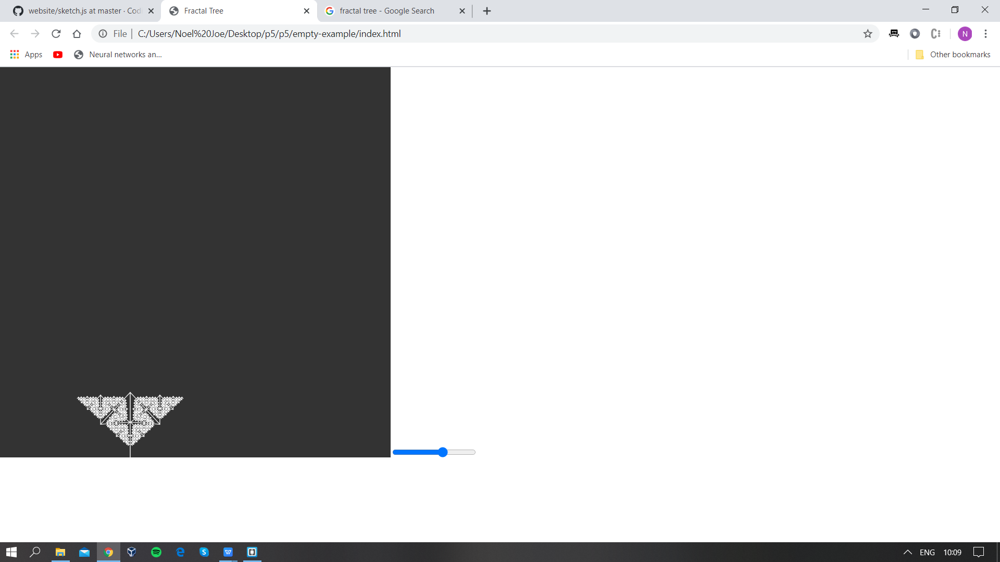 website/sketch.js at master · Cod
Fractal Tree
fractal tree - Google Search
File
C:/Users/Noel%20Joe/Desktop/p5/p5/empty-example/index.html
N
Apps
Neural networks an...
Other bookmarks
ENG
10:09